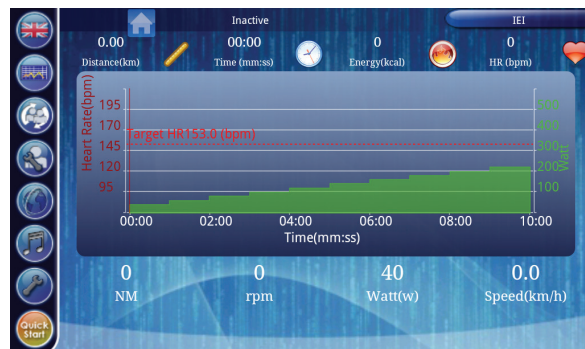 Inactive
IEI
0.00
00:00
0
0
Distance(km)
Time (mm:ss)
Energy(kcal)
HR (bpm)
Heart Rate(bpm)
195
170
145
120
95
Target HR153.0 (bpm)
500
400
300
200
100
Watt
00:00
02:00
04:00
06:00
08:00
10:00
Time(mm:ss)
0
0
40
0.0
NM
rpm
Watt(w)
Speed(km/h)
Quick
Start